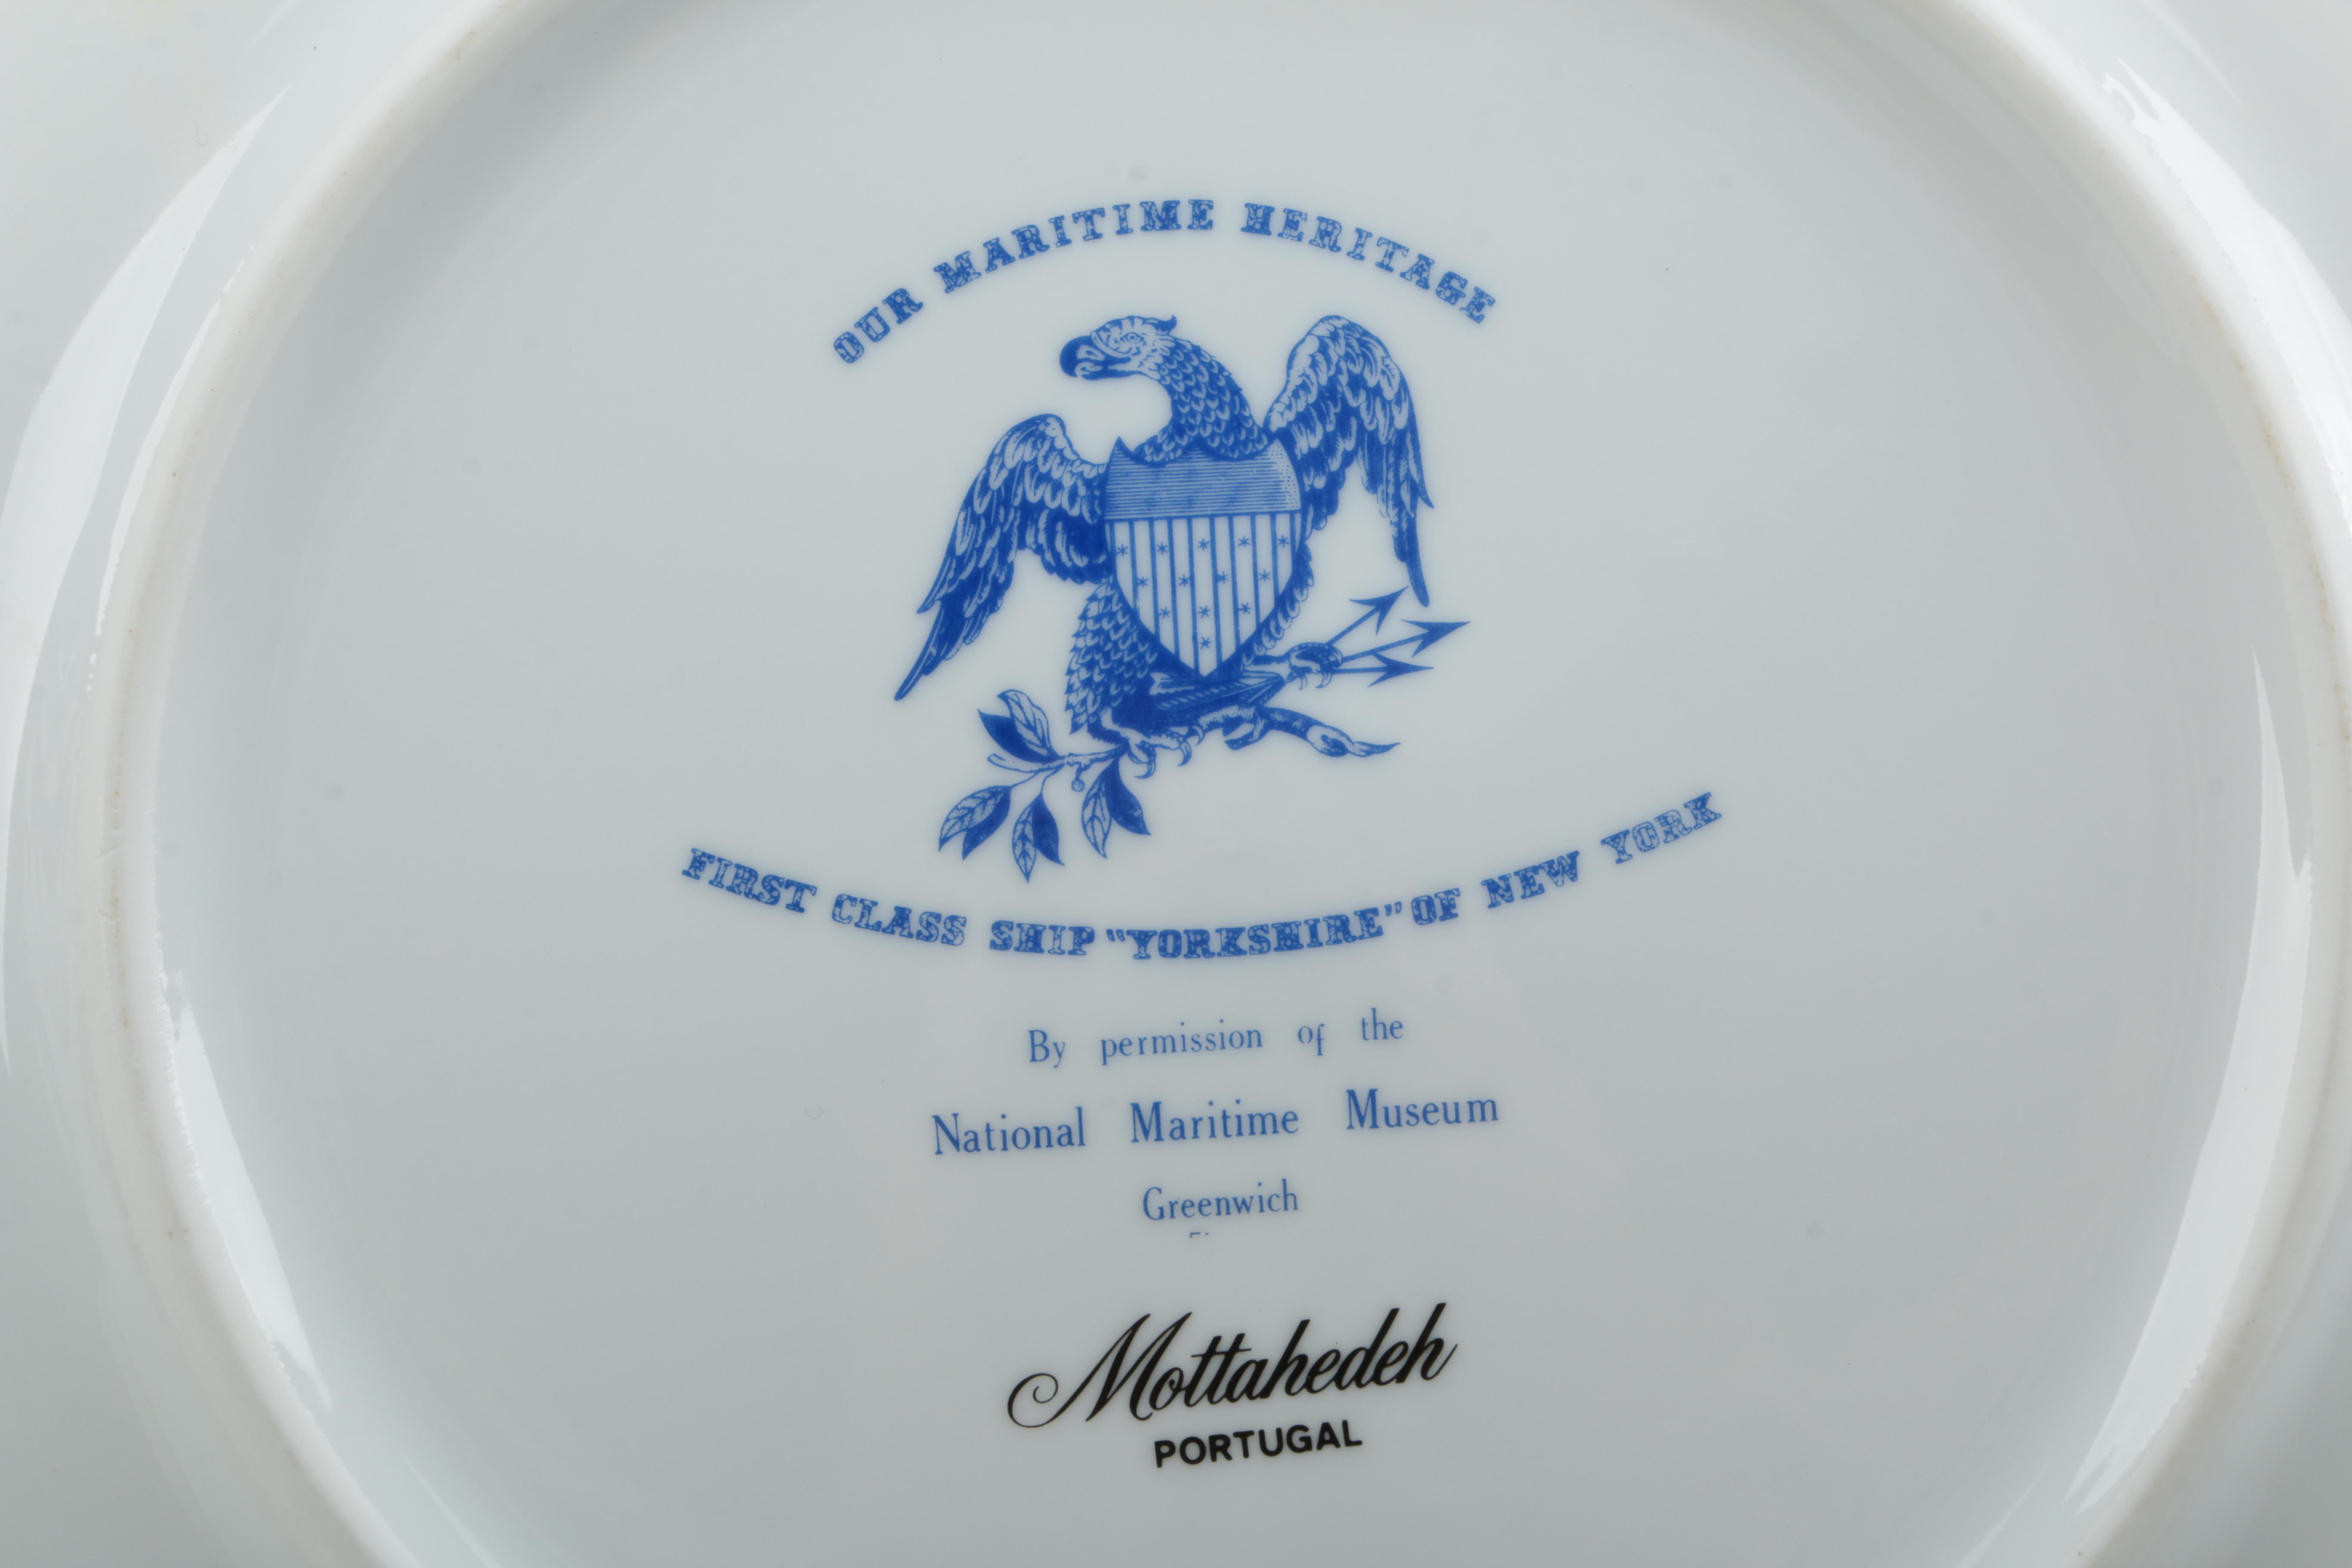 OUR MARITIME HERITAGE
FIRST CLASS SHIP "YORKSHIRE" OF NEW YORK
By permission of the
National Maritime Museum
Greenwich
Mottahedeh
PORTUGAL